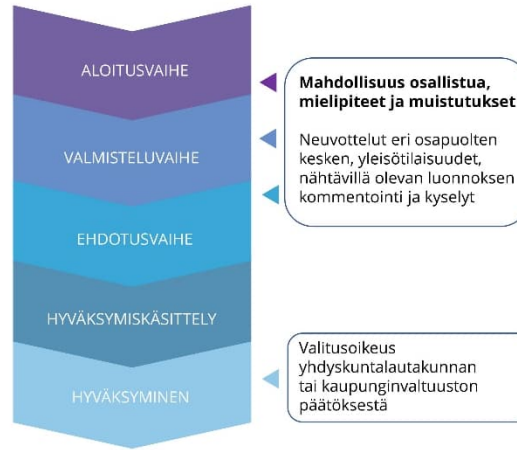 ALOITUSVAIHE
VALMISTELUVAIHE
EHDOTUSVAIHE
HYVÄKSYMISKÄSITTELY
HYVÄKSYMINEN
Mahdollisuus osallistua,
mielipiteet ja muistutukset
Neuvottelut eri osapuolten
kesken, yleisötilaisuudet,
nähtävillä olevan luonnoksen
kommentointi ja kyselyt
Valitusoikeus
yhdyskuntalautakunnan
tai kaupunginvaltuuston
päätöksestä